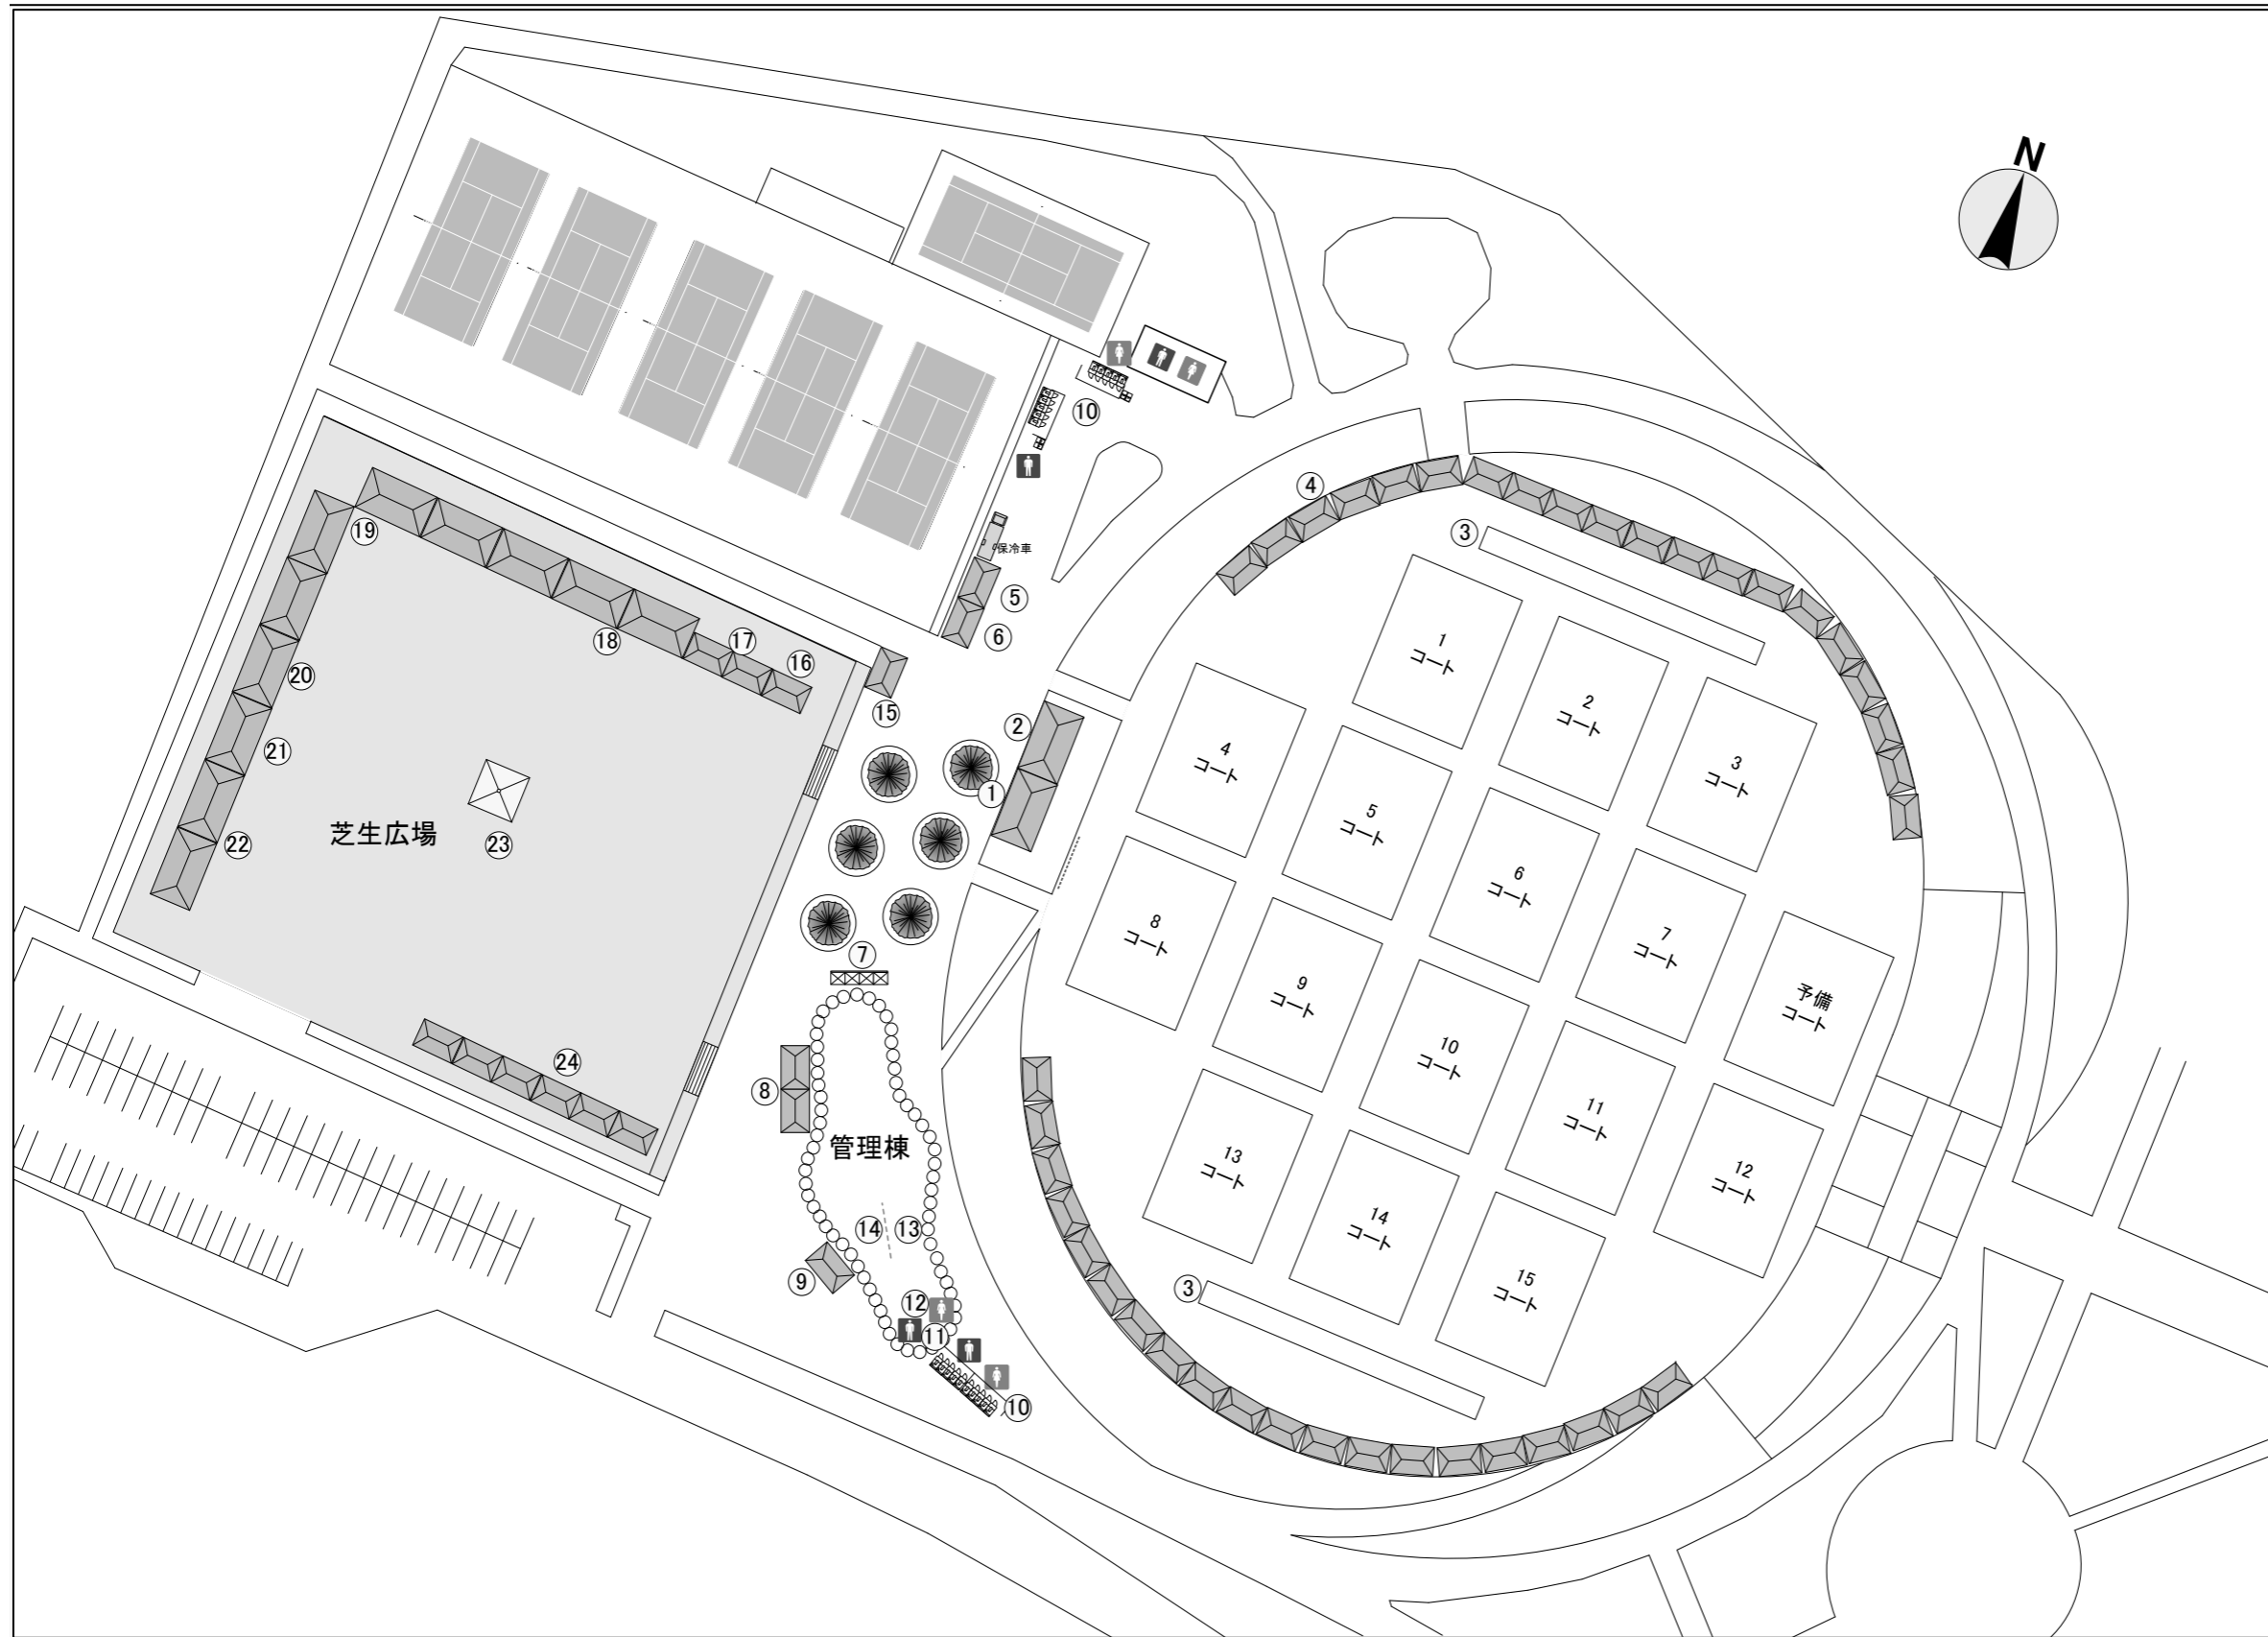 N
⑩
④
③
保冷車
⑲
⑤
⑥
⑱
⑰
⑯
1
コート
2
コート
3
コート
⑳
⑮
②
4
コート
㉑
①
5
コート
㉒
芝生広場
㉓
6
コート
7
コート
8
コート
⑦
9
コート
予備
コート
10
コート
11
コート
㉔
⑧
管理棟
13
コート
12
コート
⑭
⑬
14
コート
⑨
③
15
コート
⑫
⑪
⑩